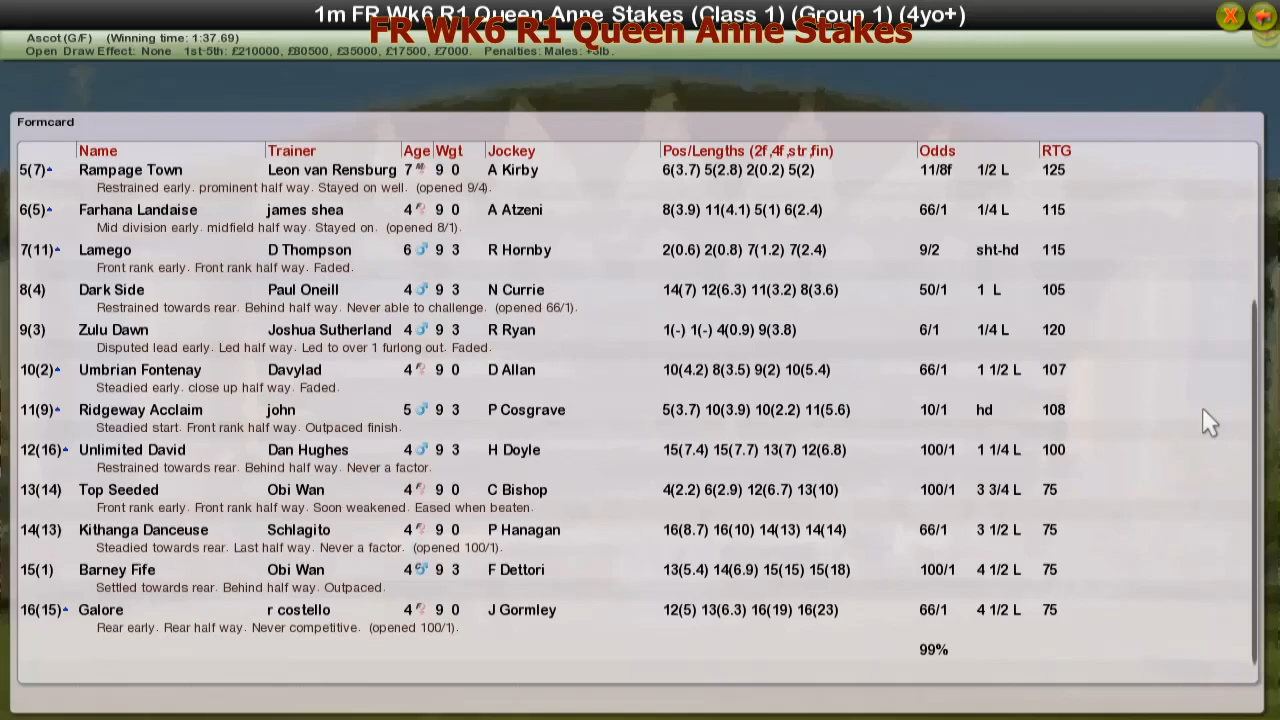 1m FR Wk6 R1 Queen Anne Stakes (Class 1) (Group 1) (4yo+)
FR WK6 R1 Queen Anne Stakes
Ascot (G/F) (Winning time: 1:37.69)
Open Draw Effect: None. 1st-5th: £210000, £80500, £35000, £17500, £7000. Penalties: Males: +3lb.
Formcard
Name Trainer Age Wgt Jockey Pos/Lengths (2f,4f,str,fin) Odds RTG
5(7) Rampage Town Leon van Rensburg 7 9 0 A Kirby 6(3.7) 5(2.8) 2(0.2) 5(2) 11/8f 1/2 L 125
Restrained early. prominent half way. Stayed on well. (opened 9/4).
6(5) Farhana Landaise james shea 4 9 0 A Atzeni 8(3.9) 11(4.1) 5(1) 6(2.4) 66/1 1/4 L 115
Mid division early. midfield half way. Stayed on. (opened 8/1).
7(11) Lamego D Thompson 6 9 3 R Hornby 2(0.6) 2(0.8) 7(1.2) 7(2.4) 9/2 sht-hd 115
Front rank early. Front rank half way. Faded.
8(4) Dark Side Paul Oneill 4 9 3 N Currie 14(7) 12(6.3) 11(3.2) 8(3.6) 50/1 1 L 105
Restrained towards rear. Behind half way. Never able to challenge. (opened 66/1).
9(3) Zulu Dawn Joshua Sutherland 4 9 3 R Ryan 1(-) 1(-) 4(0.9) 9(3.8) 6/1 1/4 L 120
Disputed lead early. Led half way. Led to over 1 furlong out. Faded.
10(2) Umbrian Fontenay Davylad 4 9 0 D Allan 10(4.2) 8(3.5) 9(2) 10(5.4) 66/1 1 1/2 L 107
Steadied early. close up half way. Faded.
11(9) Ridgeway Acclaim john 5 9 3 P Cosgrave 5(3.7) 10(3.9) 10(2.2) 11(5.6) 10/1 hd 108
Steadied start. Front rank half way. Outpaced finish.
12(16) Unlimited David Dan Hughes 4 9 3 H Doyle 15(7.4) 15(7.7) 13(7) 12(6.8) 100/1 1 1/4 L 100
Restrained towards rear. Behind half way. Never a factor.
13(14) Top Seeded Obi Wan 4 9 0 C Bishop 4(2.2) 6(2.9) 12(6.7) 13(10) 100/1 3 3/4 L 75
Front rank early. Front rank half way. Soon weakened. Eased when beaten.
14(13) Kithanga Danceuse Schlagito 4 9 0 P Hanagan 16(8.7) 16(10) 14(13) 14(14) 66/1 3 1/2 L 75
Steadied towards rear. Last half way. Never a factor. (opened 100/1).
15(1) Barney Fife Obi Wan 4 9 3 F Dettori 13(5.4) 14(6.9) 15(15) 15(18) 100/1 4 1/2 L 75
Settled towards rear. Behind half way. Outpaced.
16(15) Galore r costello 4 9 0 J Gormley 12(5) 13(6.3) 16(19) 16(23) 66/1 4 1/2 L 75
Rear early. Rear half way. Never competitive. (opened 100/1).
99%